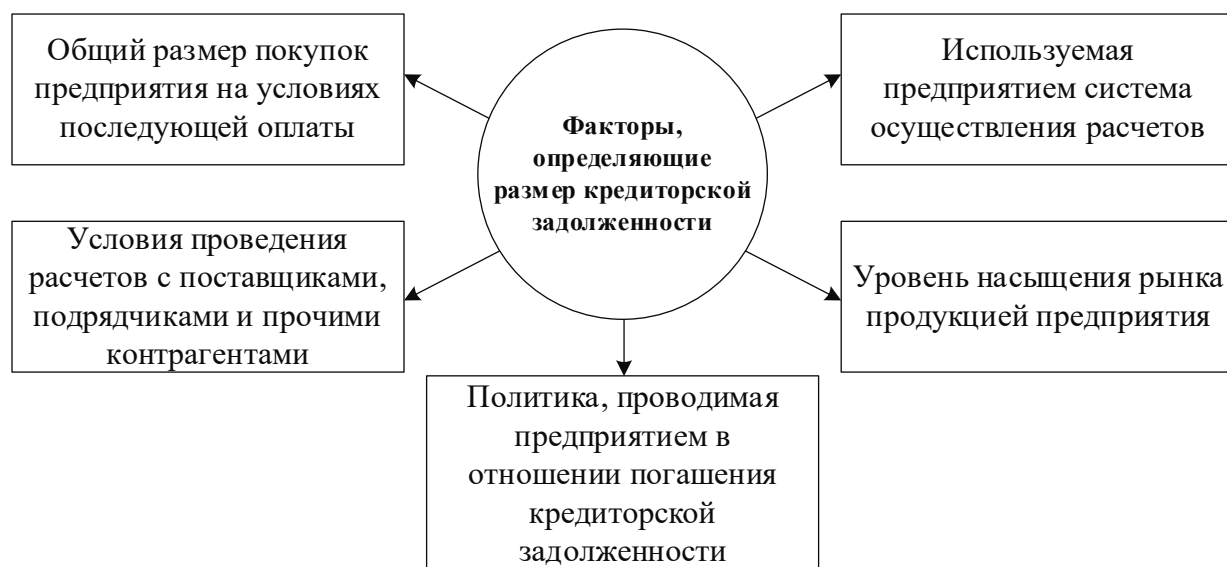 Общий размер покупок
предприятия на условиях
последующей оплаты
Факторы,
определяющие
размер кредиторской
задолженности
Используемая
предприятием система
осуществления расчетов
Условия проведения
расчетов с поставщиками,
подрядчиками и прочими
контрагентами
Уровень насыщения рынка
продукцией предприятия
Политика, проводимая
предприятием в
отношении погашения
кредиторской
задолженности